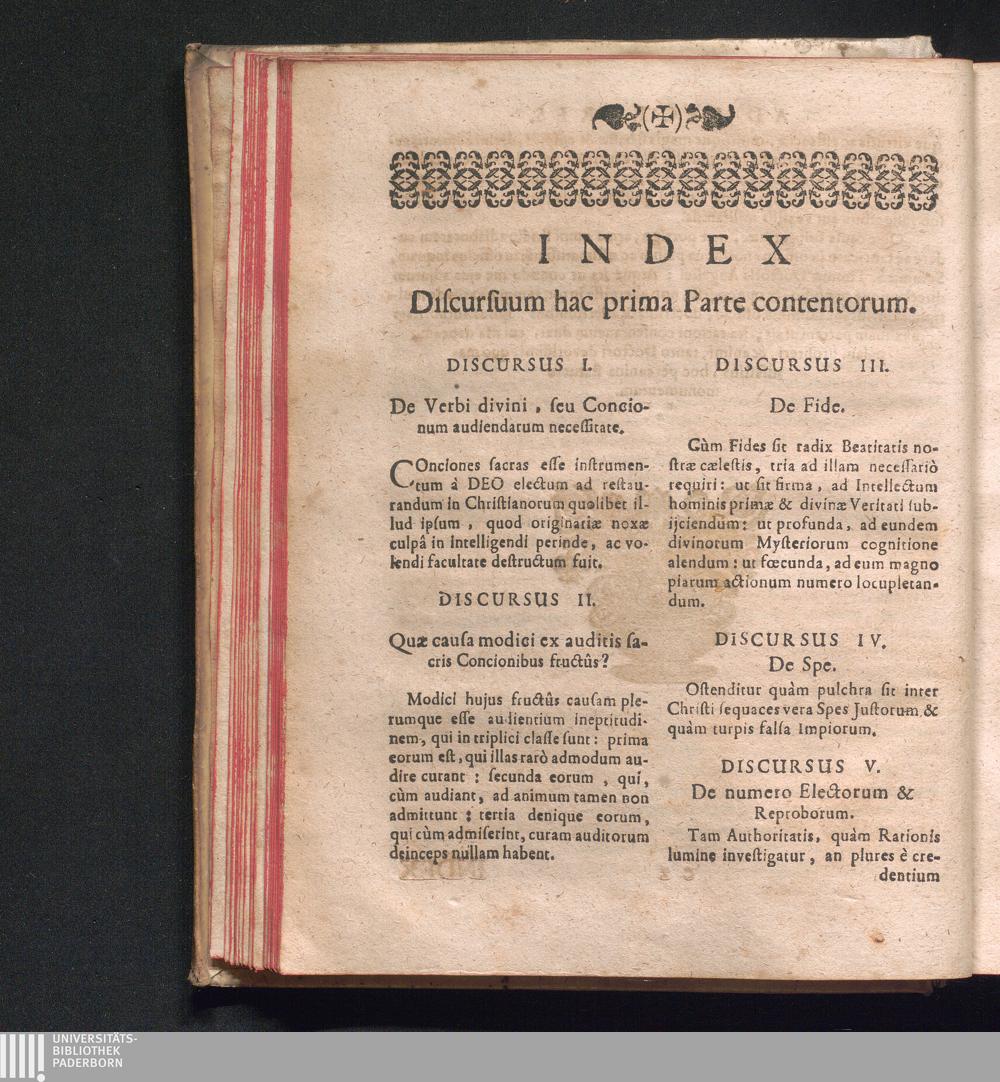 INDEX
Diſcurſuum hac prima Parte contentorum.
DISCURSUS I.
De Verbi divini, ſeu Concio-
num audiendarum neceſſitate.
COnciones ſacras eſſe inſtrumen-
tum à DEO electum ad reſtau-
randum in Chriſtianorum quolibet il-
lud ipſum, quod originariæ noxæ
culpâ in intelligendi perinde, ac vo-
lendi facultate deſtructum fuit.
DISCURSUS II.
Quæ cauſa modici ex auditis ſa-
cris Concionibus fructûs?
Modici hujus fructûs cauſam ple-
rumque eſſe audientium ineptitudi-
nem, qui in triplici claſſe ſunt: prima
eorum eſt, qui illas rarò admodum au-
dire curant: ſecunda eorum, qui,
cùm audiant, ad animum tamen non
admittunt: tertia denique eorum,
qui cùm admiſerint, curam auditorum
deinceps nullam habent.
DISCURSUS III.
De Fide.
Cùm Fides ſit radix Beatitatis no-
ſtræ cæleſtis, tria ad illam neceſſariò
requiri: ut ſit firma, ad Intellectum
hominis primæ & divinæ Veritati ſub-
ijciendum: ut profunda, ad eundem
divinorum Myſteriorum cognitione
alendum: ut fœcunda, ad eum magno
piarum actionum numero locupletan-
dum.
DISCURSUS IV.
De Spe.
Oſtenditur quàm pulchra ſit inter
Chriſti ſequaces vera Spes Juſtorum, &
quàm turpis falſa Impiorum.
DISCURSUS V.
De numero Electorum &
Reproborum.
Tam Authoritatis, quàm Rationis
lumine inveſtigatur, an plures è cre-
dentium
UNIVERSITÄTS-
BIBLIOTHEK
PADERBORN